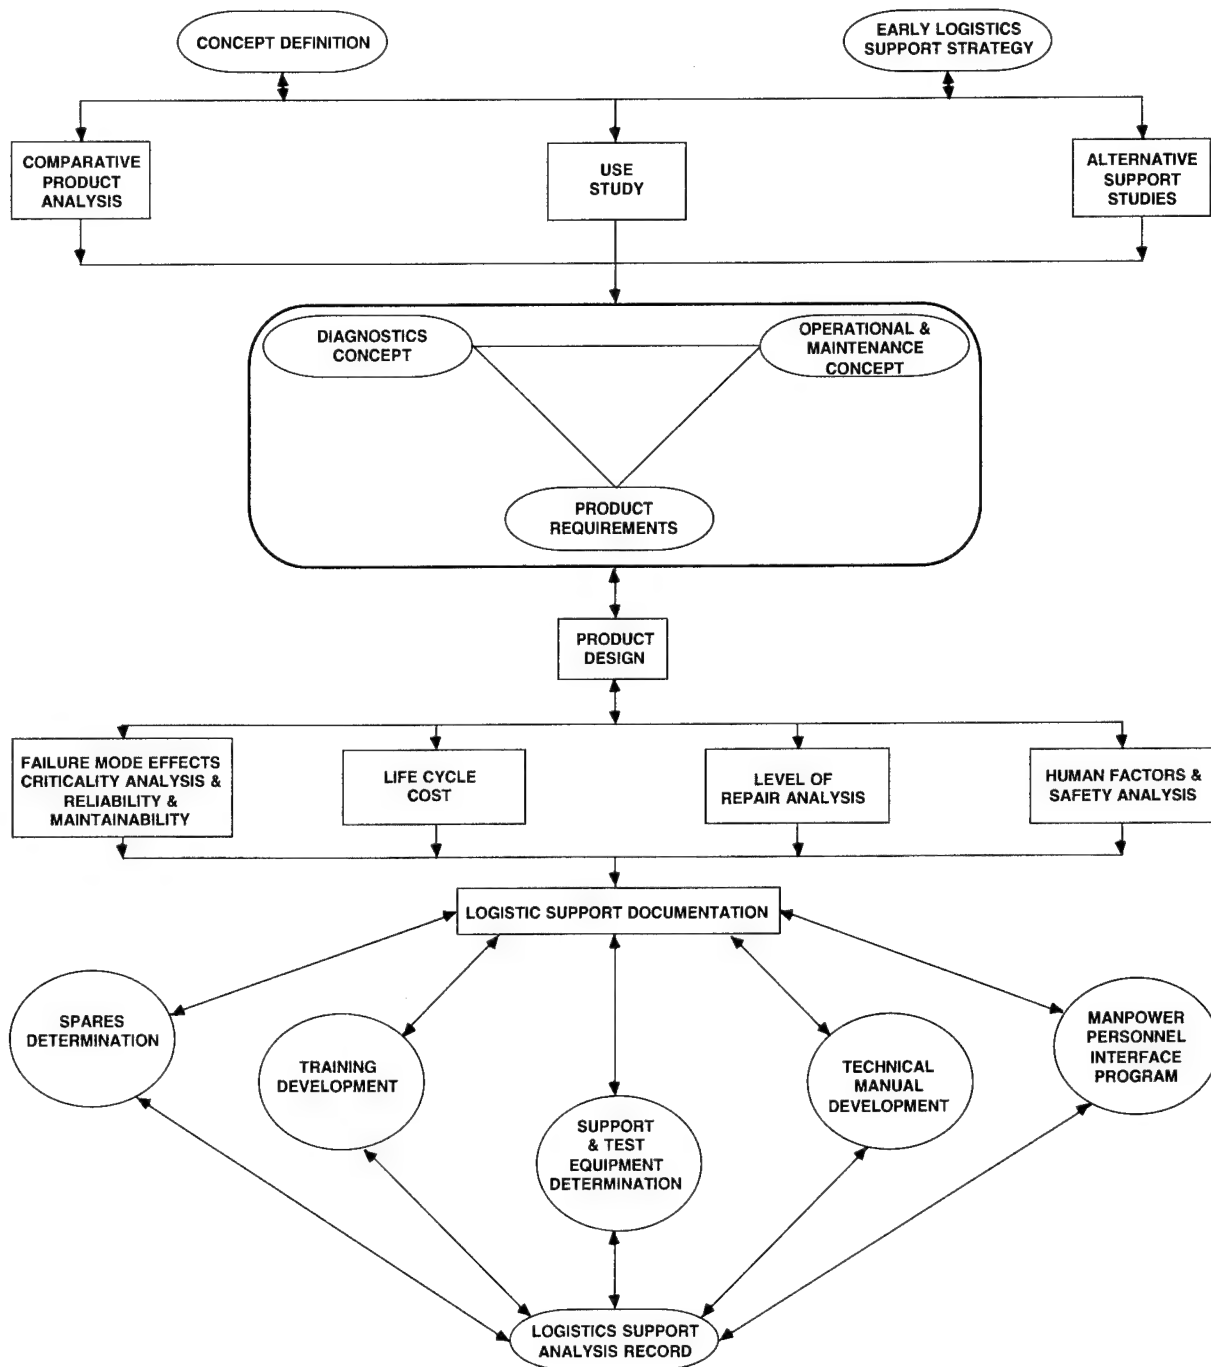 CONCEPT DEFINITION
EARLY LOGISTICS
SUPPORT STRATEGY
COMPARATIVE
PRODUCT
ANALYSIS
USE
STUDY
ALTERNATIVE
SUPPORT
STUDIES
DIAGNOSTICS
CONCEPT
OPERATIONAL &
MAINTENANCE
CONCEPT
PRODUCT
REQUIREMENTS
PRODUCT
DESIGN
FAILURE MODE EFFECTS
CRITICALITY ANALYSIS &
RELIABILITY &
MAINTAINABILITY
LIFE CYCLE
COST
LEVEL OF
REPAIR ANALYSIS
HUMAN FACTORS &
SAFETY ANALYSIS
LOGISTIC SUPPORT DOCUMENTATION
SPARES
DETERMINATION
TRAINING
DEVELOPMENT
SUPPORT
& TEST
EQUIPMENT
DETERMINATION
TECHNICAL
MANUAL
DEVELOPMENT
MANPOWER
PERSONNEL
INTERFACE
PROGRAM
LOGISTICS SUPPORT
ANALYSIS RECORD